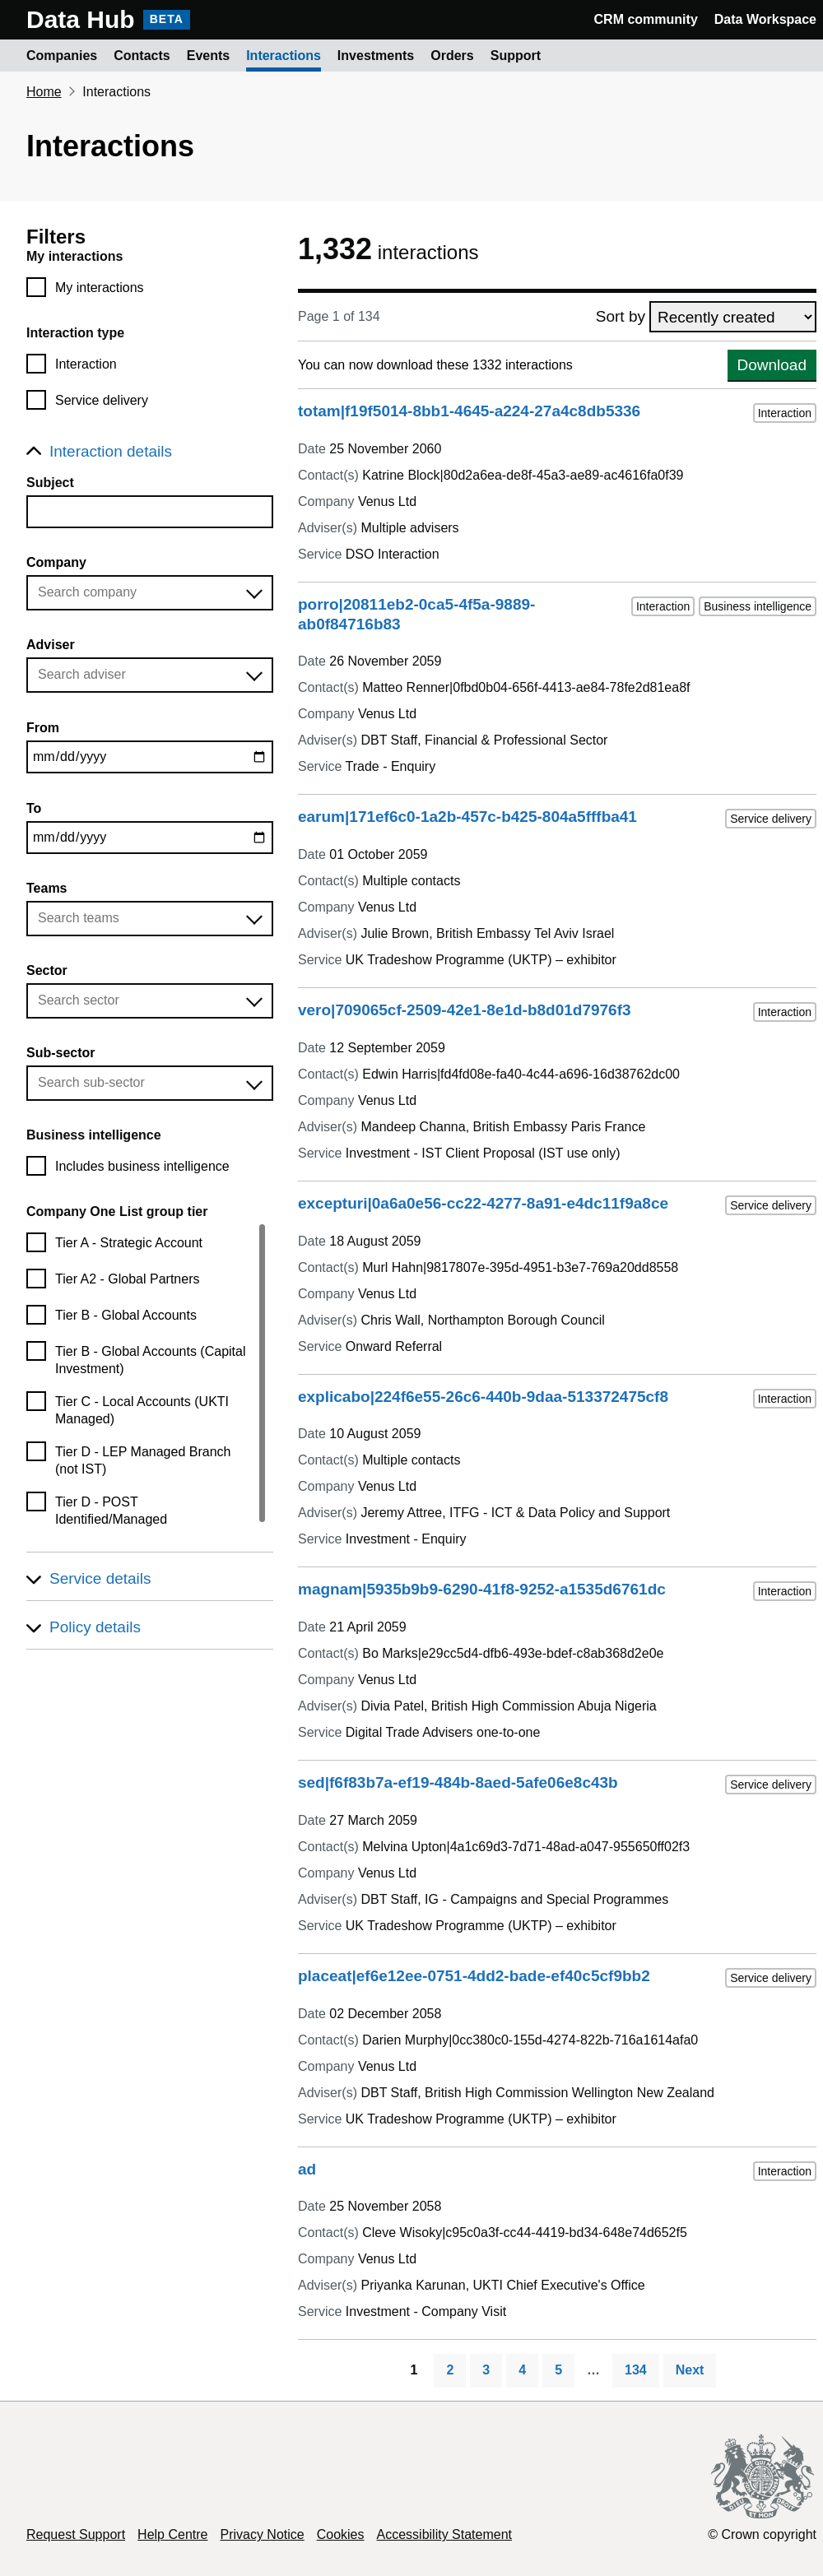 Data Hub BETA
CRM community Data Workspace
Companies Contacts Events Interactions Investments Orders Support
Home Interactions
Interactions
Filters
My interactions
My interactions
Interaction type
Interaction
Service delivery
Interaction details
Subject
Company
Search company
Adviser
Search adviser
From
mm/dd/yyyy
To
mm/dd/yyyy
Teams
Search teams
Sector
Search sector
Sub-sector
Search sub-sector
Business intelligence
Includes business intelligence
Company One List group tier
Tier A - Strategic Account
Tier A2 - Global Partners
Tier B - Global Accounts
Tier B - Global Accounts (Capital
Investment)
Tier C - Local Accounts (UKTI
Managed)
Tier D - LEP Managed Branch
(not IST)
Tier D - POST
Identified/Managed
Service details
Policy details
1,332 interactions
Page 1 of 134
Sort by Recently created
You can now download these 1332 interactions
Download
totam|f19f5014-8bb1-4645-a224-27a4c8db5336
Interaction
Date 25 November 2060
Contact(s) Katrine Block|80d2a6ea-de8f-45a3-ae89-ac4616fa0f39
Company Venus Ltd
Adviser(s) Multiple advisers
Service DSO Interaction
porro|20811eb2-0ca5-4f5a-9889-
ab0f84716b83
Interaction Business intelligence
Date 26 November 2059
Contact(s) Matteo Renner|0fbd0b04-656f-4413-ae84-78fe2d81ea8f
Company Venus Ltd
Adviser(s) DBT Staff, Financial & Professional Sector
Service Trade - Enquiry
earum|171ef6c0-1a2b-457c-b425-804a5fffba41
Service delivery
Date 01 October 2059
Contact(s) Multiple contacts
Company Venus Ltd
Adviser(s) Julie Brown, British Embassy Tel Aviv Israel
Service UK Tradeshow Programme (UKTP) – exhibitor
vero|709065cf-2509-42e1-8e1d-b8d01d7976f3
Interaction
Date 12 September 2059
Contact(s) Edwin Harris|fd4fd08e-fa40-4c44-a696-16d38762dc00
Company Venus Ltd
Adviser(s) Mandeep Channa, British Embassy Paris France
Service Investment - IST Client Proposal (IST use only)
excepturi|0a6a0e56-cc22-4277-8a91-e4dc11f9a8ce
Service delivery
Date 18 August 2059
Contact(s) Murl Hahn|9817807e-395d-4951-b3e7-769a20dd8558
Company Venus Ltd
Adviser(s) Chris Wall, Northampton Borough Council
Service Onward Referral
explicabo|224f6e55-26c6-440b-9daa-513372475cf8
Interaction
Date 10 August 2059
Contact(s) Multiple contacts
Company Venus Ltd
Adviser(s) Jeremy Attree, ITFG - ICT & Data Policy and Support
Service Investment - Enquiry
magnam|5935b9b9-6290-41f8-9252-a1535d6761dc
Interaction
Date 21 April 2059
Contact(s) Bo Marks|e29cc5d4-dfb6-493e-bdef-c8ab368d2e0e
Company Venus Ltd
Adviser(s) Divia Patel, British High Commission Abuja Nigeria
Service Digital Trade Advisers one-to-one
sed|f6f83b7a-ef19-484b-8aed-5afe06e8c43b
Service delivery
Date 27 March 2059
Contact(s) Melvina Upton|4a1c69d3-7d71-48ad-a047-955650ff02f3
Company Venus Ltd
Adviser(s) DBT Staff, IG - Campaigns and Special Programmes
Service UK Tradeshow Programme (UKTP) – exhibitor
placeat|ef6e12ee-0751-4dd2-bade-ef40c5cf9bb2
Service delivery
Date 02 December 2058
Contact(s) Darien Murphy|0cc380c0-155d-4274-822b-716a1614afa0
Company Venus Ltd
Adviser(s) DBT Staff, British High Commission Wellington New Zealand
Service UK Tradeshow Programme (UKTP) – exhibitor
ad
Interaction
Date 25 November 2058
Contact(s) Cleve Wisoky|c95c0a3f-cc44-4419-bd34-648e74d652f5
Company Venus Ltd
Adviser(s) Priyanka Karunan, UKTI Chief Executive's Office
Service Investment - Company Visit
1 2 3 4 5 … 134 Next
Request Support Help Centre Privacy Notice Cookies Accessibility Statement
© Crown copyright